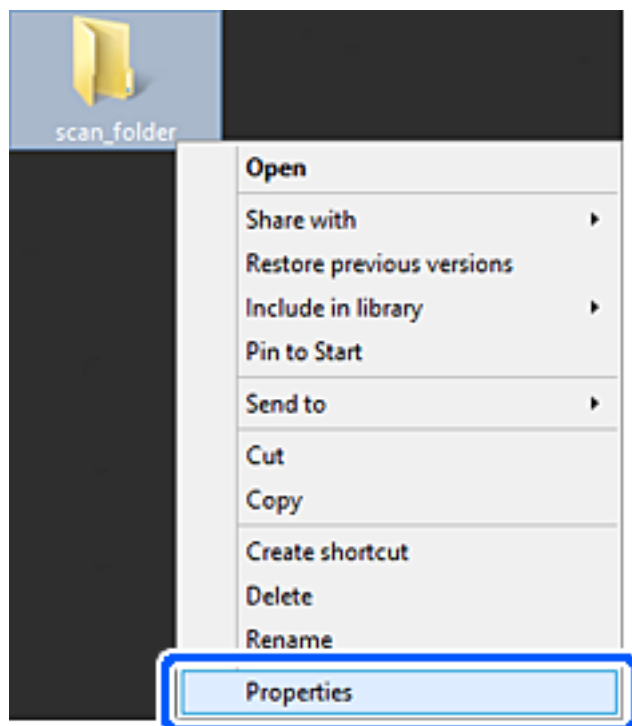 scan_folder
Open
Share with
Restore previous versions
Include in library
Pin to Start
Send to
Cut
Copy
Create shortcut
Delete
Rename
Properties